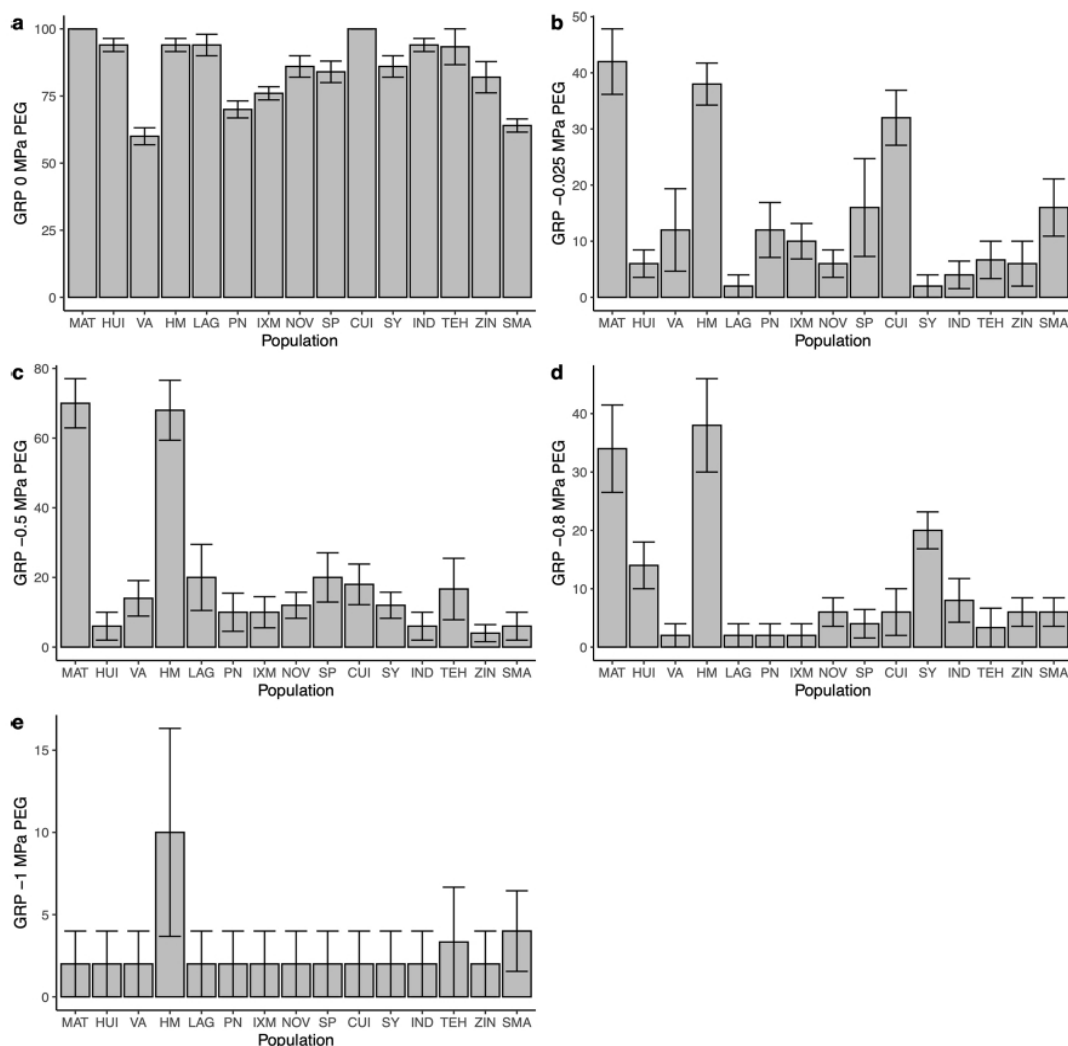 a
GRP 0 MPa PEG
100
75
50
25
0
MAT HUI VA HM LAG PN IXM NOV SP CUI SY IND TEH ZIN SMA
Population
b
GRP −0.025 MPa PEG
50
40
30
20
10
0
MAT HUI VA HM LAG PN IXM NOV SP CUI SY IND TEH ZIN SMA
Population
c
GRP −0.5 MPa PEG
80
60
40
20
0
MAT HUI VA HM LAG PN IXM NOV SP CUI SY IND TEH ZIN SMA
Population
d
GRP −0.8 MPa PEG
40
30
20
10
0
MAT HUI VA HM LAG PN IXM NOV SP CUI SY IND TEH ZIN SMA
Population
e
GRP −1 MPa PEG
15
10
5
0
MAT HUI VA HM LAG PN IXM NOV SP CUI SY IND TEH ZIN SMA
Population